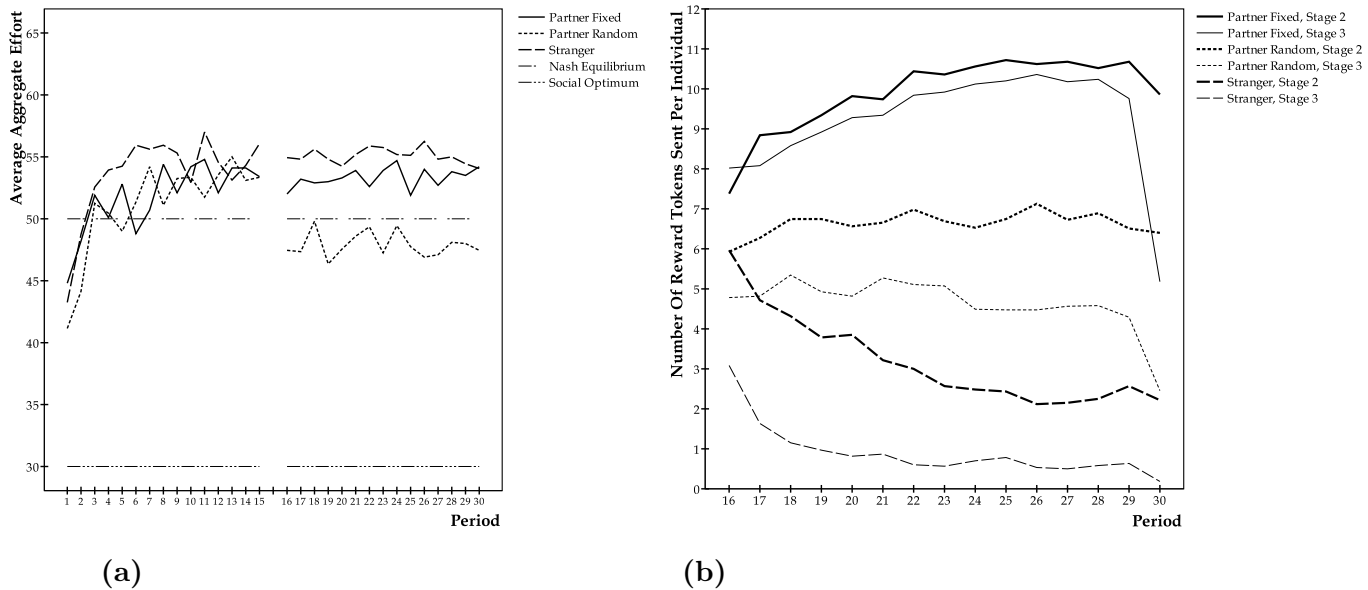 Average Aggregate Effort
65
60
55
50
45
40
35
30
1 2 3 4 5 6 7 8 9 10 11 12 13 14 15 16 17 18 19 20 21 22 23 24 25 26 27 28 29 30
Period
Partner Fixed
Partner Random
Stranger
Nash Equilibrium
Social Optimum
(a)
Number Of Reward Tokens Sent Per Individual
12
11
10
9
8
7
6
5
4
3
2
1
0
16 17 18 19 20 21 22 23 24 25 26 27 28 29 30
Period
Partner Fixed, Stage 2
Partner Fixed, Stage 3
Partner Random, Stage 2
Partner Random, Stage 3
Stranger, Stage 2
Stranger, Stage 3
(b)